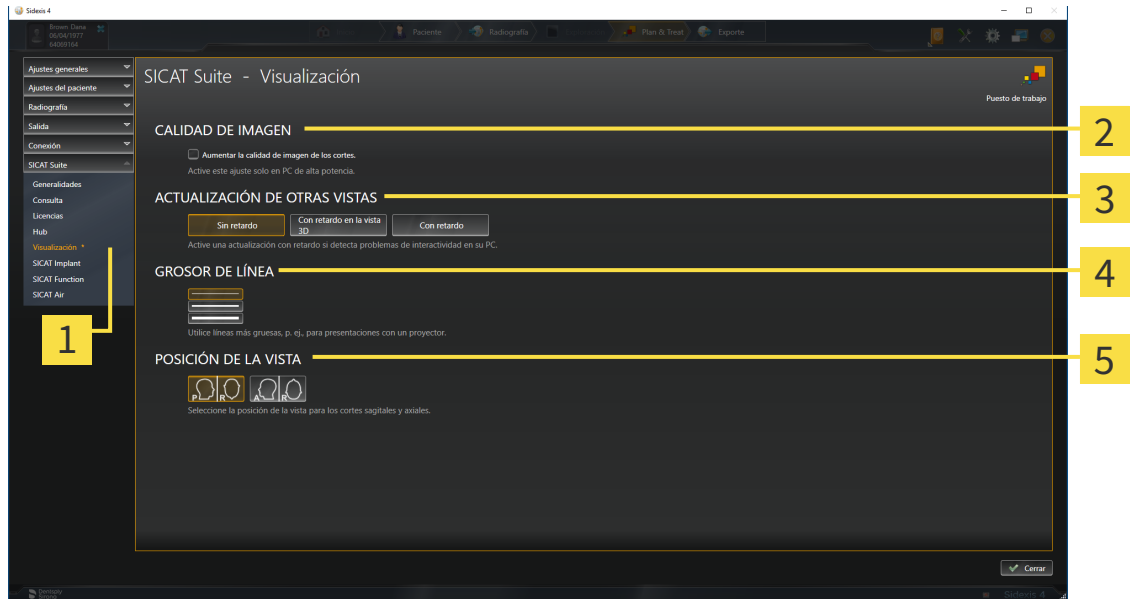 Sidexis 4
Brown Dana
06/04/1977
64069164
Paciente
Radiografía
Plan & Treat
Exporte
Ajustes generales
Ajustes del paciente
Radiografía
Salida
Conexión
SICAT Suite
Generalidades
Consulta
Licencias
Hub
Visualización *
SICAT Implant
SICAT Function
SICAT Air
1
SICAT Suite - Visualización
Puesto de trabajo
CALIDAD DE IMAGEN
2
Aumentar la calidad de imagen de los cortes.
Active este ajuste solo en PC de alta potencia.
ACTUALIZACIÓN DE OTRAS VISTAS
3
Sin retardo
Con retardo en la vista
3D
Con retardo
Active una actualización con retardo si detecta problemas de interactividad en su PC.
GROSOR DE LÍNEA
4
Utilice líneas más gruesas, p. ej., para presentaciones con un proyector.
POSICIÓN DE LA VISTA
5
P R A R
Seleccione la posición de la vista para los cortes sagitales y axiales.
Cerrar
Dentsply
Sirona
Sidexis 4